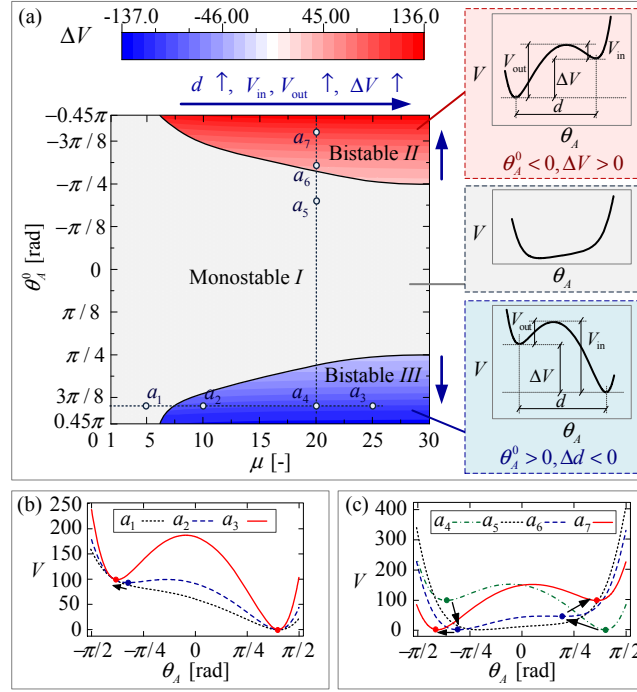 (a)
ΔV
-137.0 -46.00 45.00 136.0
d ↑, V_in, V_out ↑, ΔV ↑
θ_A^0 [rad]
-0.45π
-3π/8
-π/4
-π/8
0
π/8
π/4
3π/8
0.45π
a_7
Bistable II
a_6
a_5
Monostable I
Bistable III
a_1 a_2 a_4 a_3
0 1 5 10 15 20 25 30
μ [-]
V
V_out
V_in
ΔV
d
θ_A
θ_A^0<0, ΔV>0
V
θ_A
V_out
V_in
V
ΔV
d
θ_A
θ_A^0>0, Δd<0
(b)
a_1 a_2 a_3
V
250
200
150
100
50
0
-π/2 -π/4 0 π/4 π/2
θ_A [rad]
(c)
a_4 a_5 a_6 a_7
V
400
300
200
100
0
-π/2 -π/4 0 π/4 π/2
θ_A [rad]